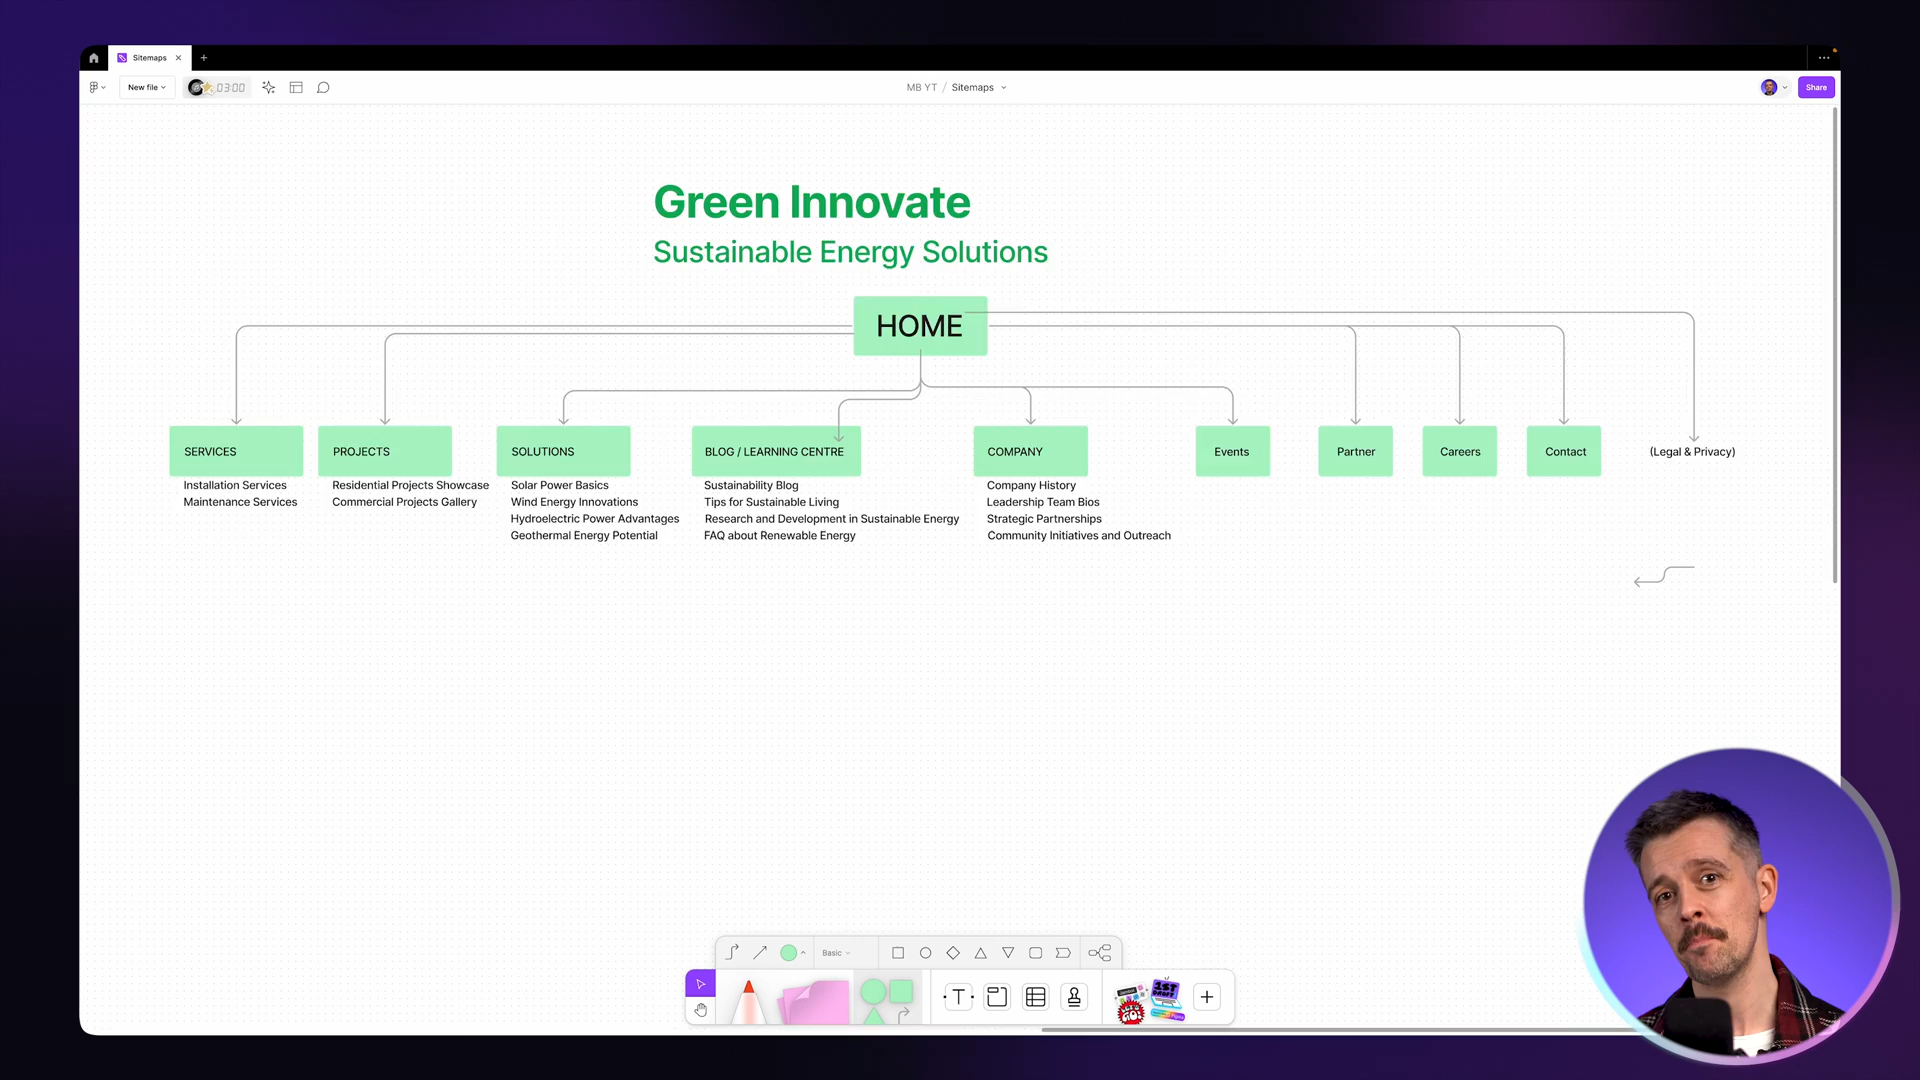 Sitemaps
New file
03:00
MB YT / Sitemaps
Share
Green Innovate
Sustainable Energy Solutions
HOME
SERVICES
Installation Services
Maintenance Services
PROJECTS
Residential Projects Showcase
Commercial Projects Gallery
SOLUTIONS
Solar Power Basics
Wind Energy Innovations
Hydroelectric Power Advantages
Geothermal Energy Potential
BLOG / LEARNING CENTRE
Sustainability Blog
Tips for Sustainable Living
Research and Development in Sustainable Energy
FAQ about Renewable Energy
COMPANY
Company History
Leadership Team Bios
Strategic Partnerships
Community Initiatives and Outreach
Events
Partner
Careers
Contact
(Legal & Privacy)
Basic
T
1ST DRAFT
LET'S GO!